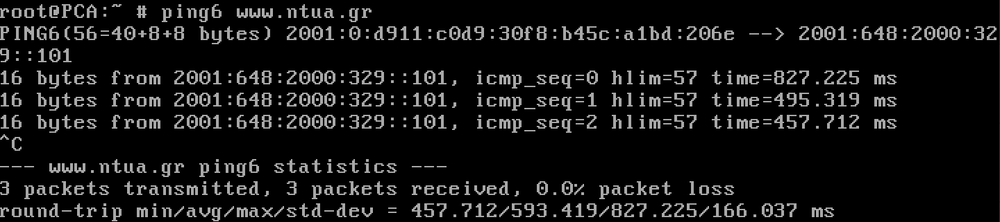 root@PCA:~ # ping6 www.ntua.gr
PING6(56=40+8+8 bytes) 2001:0:d911:c0d9:30f8:b45c:a1bd:206e --> 2001:648:2000:32
9::101
16 bytes from 2001:648:2000:329::101, icmp_seq=0 hlim=57 time=827.225 ms
16 bytes from 2001:648:2000:329::101, icmp_seq=1 hlim=57 time=495.319 ms
16 bytes from 2001:648:2000:329::101, icmp_seq=2 hlim=57 time=457.712 ms
^C
--- www.ntua.gr ping6 statistics ---
3 packets transmitted, 3 packets received, 0.0% packet loss
round-trip min/avg/max/std-dev = 457.712/593.419/827.225/166.037 ms